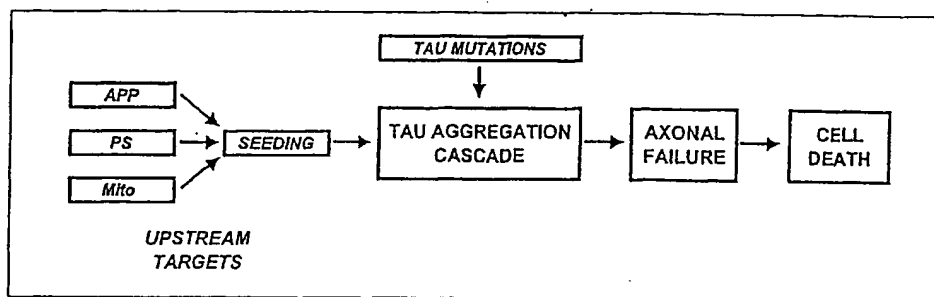 TAU MUTATIONS
APP
PS
Mito
SEEDING
TAU AGGREGATION
CASCADE
AXONAL
FAILURE
CELL
DEATH
UPSTREAM
TARGETS